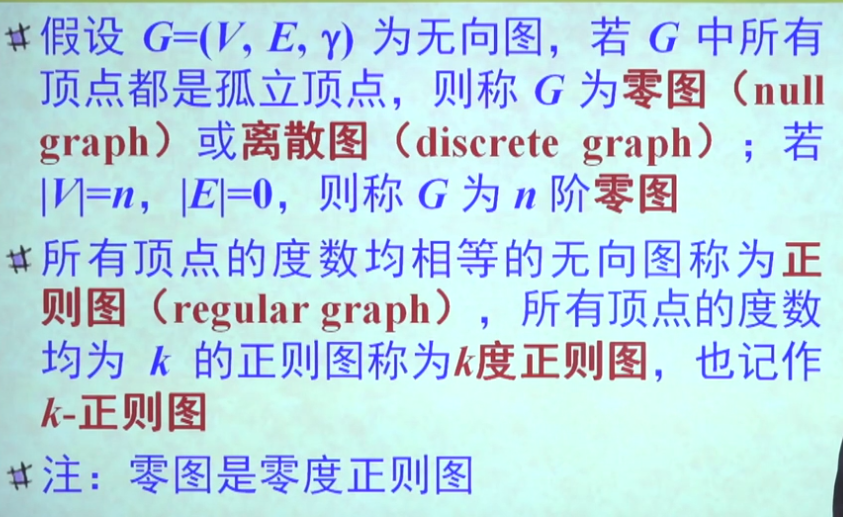 假设 G=(V, E, γ) 为无向图，若 G 中所有
顶点都是孤立顶点，则称 G 为零图（null
graph）或离散图（discrete graph）；若
|V|=n，|E|=0，则称 G 为 n 阶零图
所有顶点的度数均相等的无向图称为正
则图（regular graph），所有顶点的度数
均为 k 的正则图称为k度正则图，也记作
k-正则图
注：零图是零度正则图